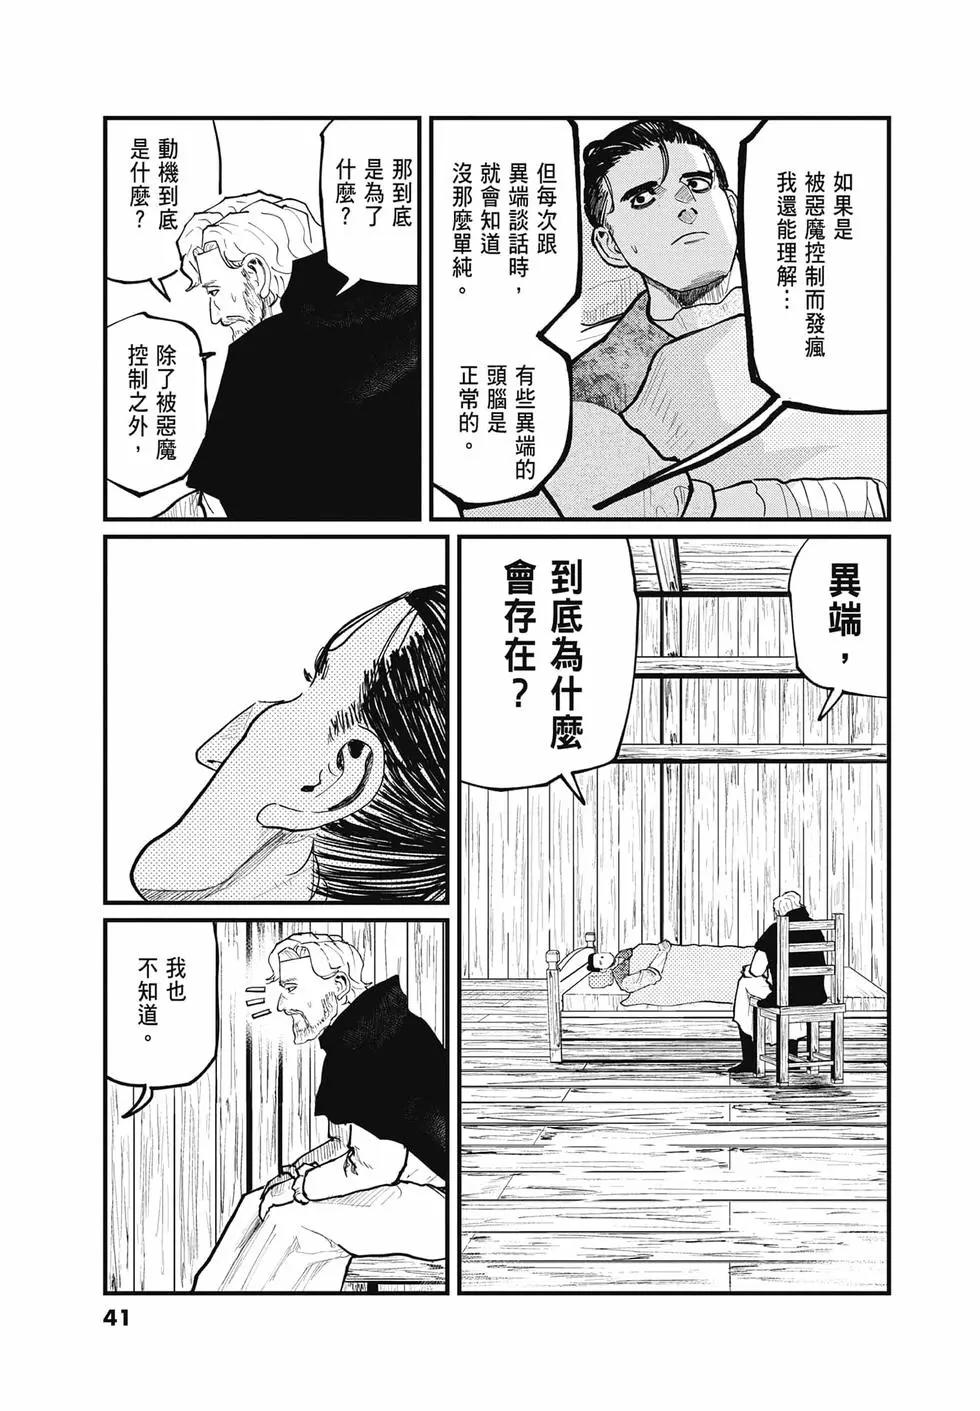 如果是
被惡魔控制而發瘋
我還能理解…
但每次跟
異端談話時，
就會知道
沒那麼單純。
有些異端的
頭腦是
正常的。
那到底
是為了
什麼？
動機到底
是什麼？
除了被惡魔
控制之外，
異端，
到底為什麼
會存在？
我也
不知道。
41